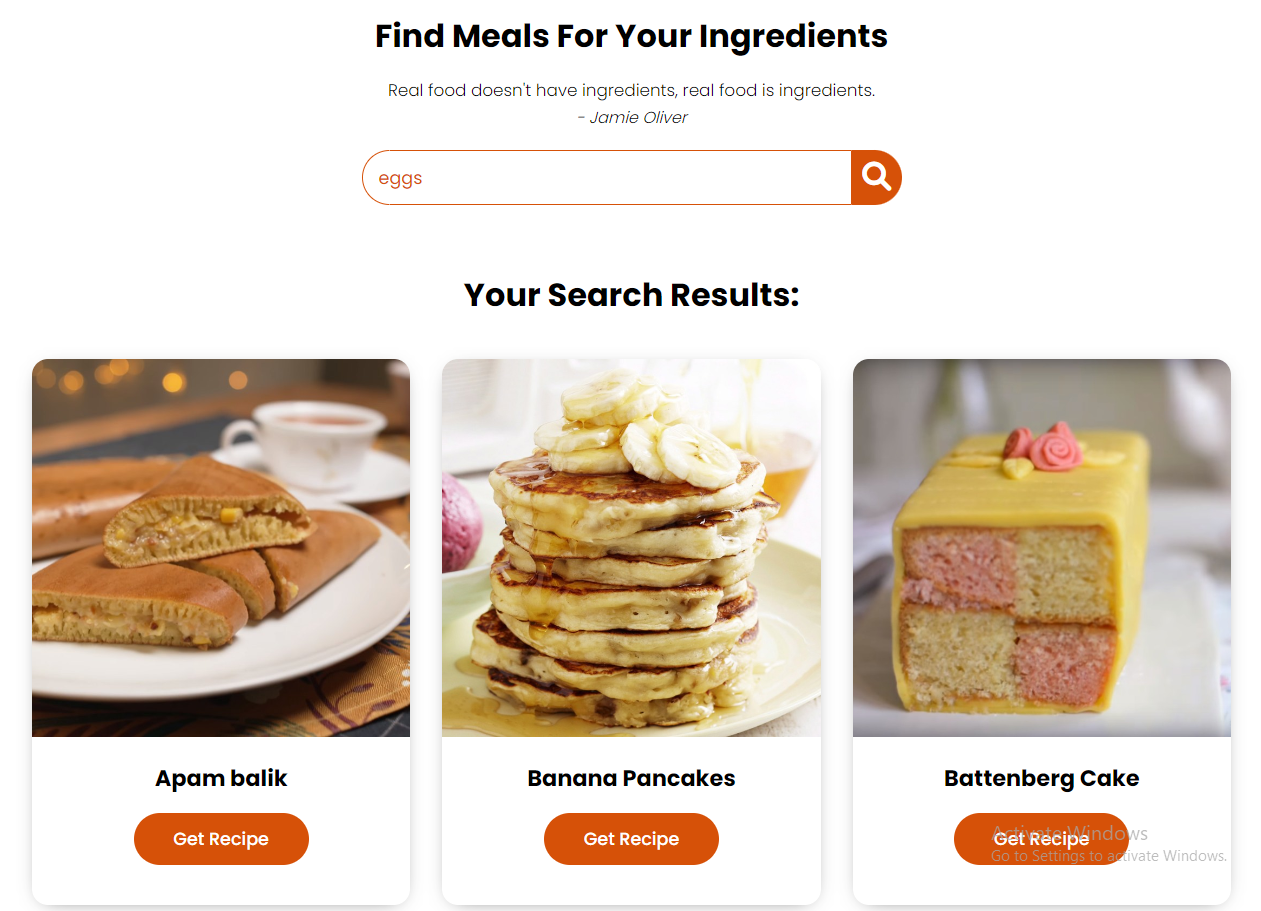 Find Meals For Your Ingredients
Real food doesn't have ingredients, real food is ingredients.
- Jamie Oliver
eggs
Your Search Results:
Apam balik
Banana Pancakes
Battenberg Cake
Get Recipe
Get Recipe
Get Recipe
Activate Windows
Go to Settings to activate Windows.